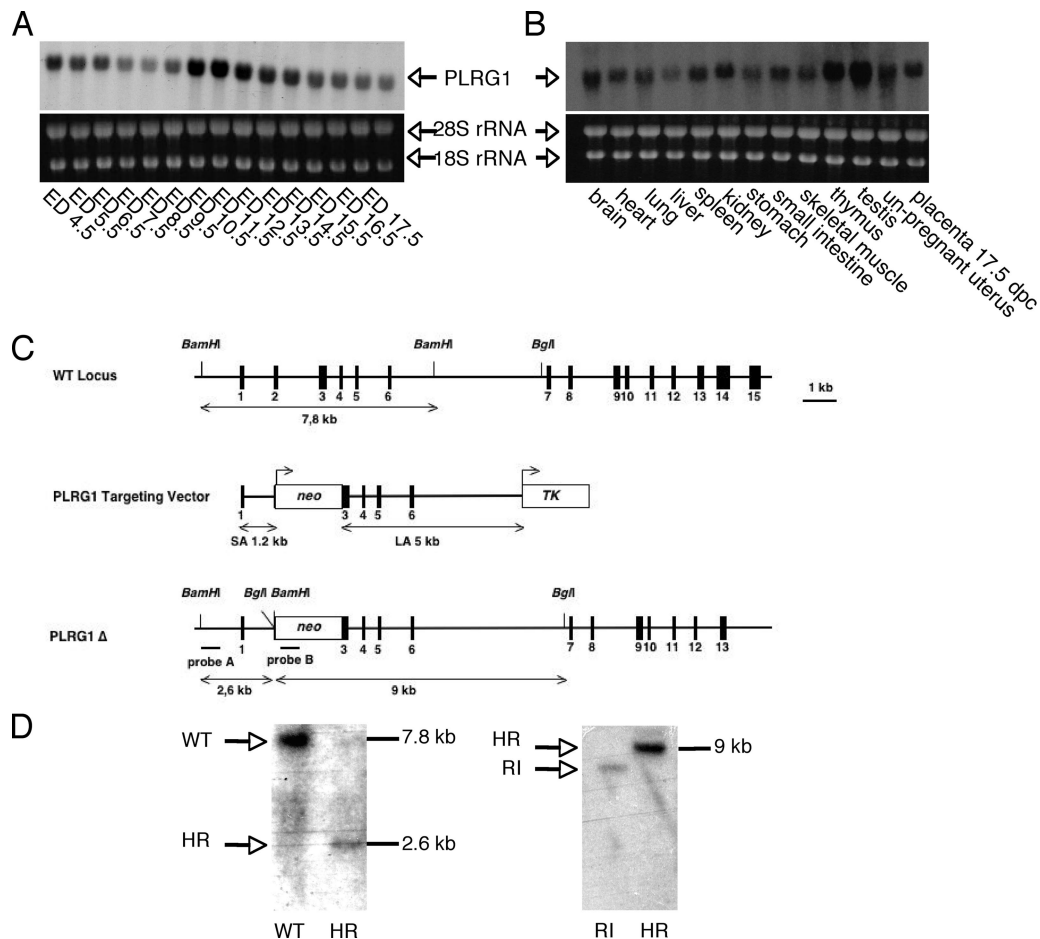 A
B
PLRG1
28S rRNA
18S rRNA
ED 4.5
ED 5.5
ED 6.5
ED 7.5
ED 8.5
ED 9.5
ED 10.5
ED 11.5
ED 12.5
ED 13.5
ED 14.5
ED 15.5
ED 16.5
ED 17.5
brain
heart
lung
liver
spleen
kidney
stomach
small intestine
skeletal muscle
thymus
testis
un-pregnant uterus
placenta 17.5 dpc
C
BamHI BamHI BglI
WT Locus
1 2 3 4 5 6 7 8 9 10 11 12 13 14 15
1 kb
7,8 kb
PLRG1 Targeting Vector
neo TK
1 3 4 5 6
SA 1.2 kb LA 5 kb
BamHI BglI BamHI BglI
PLRG1 Δ
neo
1 3 4 5 6 7 8 9 10 11 12 13
probe A probe B
2,6 kb 9 kb
D
WT 7.8 kb
HR 2.6 kb
WT HR
HR 9 kb
RI
RI HR